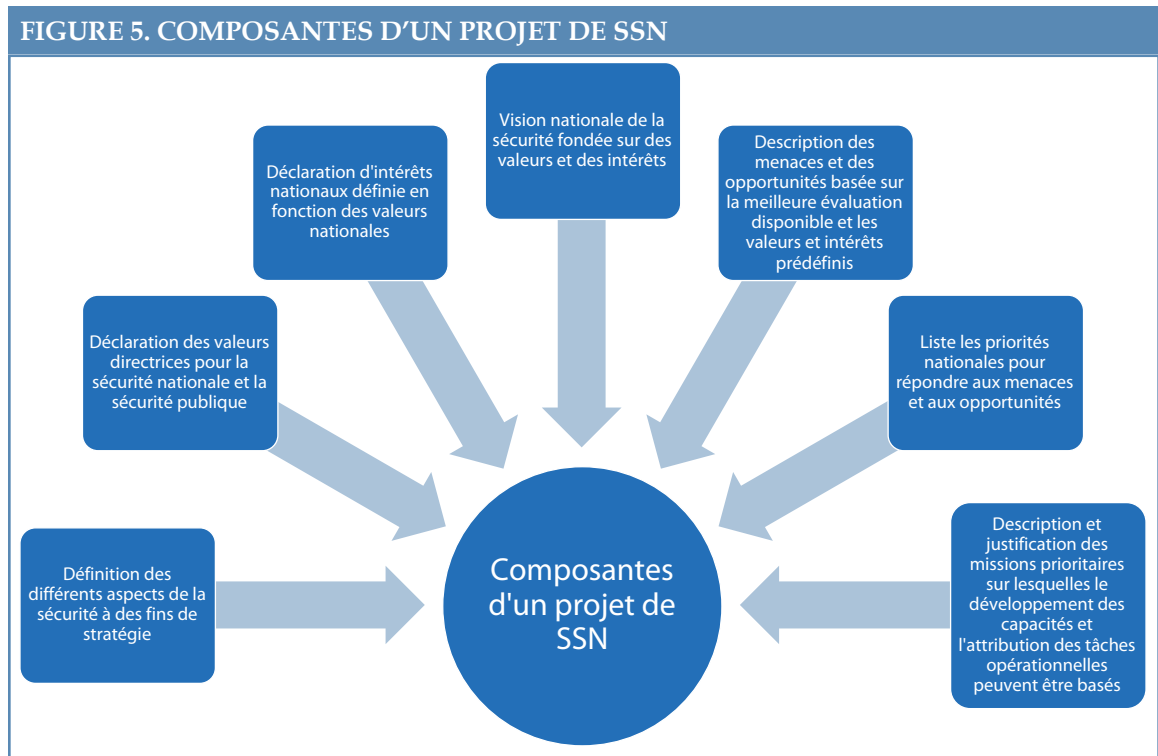 FIGURE 5. COMPOSANTES D’UN PROJET DE SSN
Définition des
différents aspects de la
sécurité à des fins de
stratégie
Déclaration des valeurs
directrices pour la
sécurité nationale et la
sécurité publique
Déclaration d'intérêts
nationaux définie en
fonction des valeurs
nationales
Vision nationale de la
sécurité fondée sur des
valeurs et des intérêts
Description des
menaces et des
opportunités basée sur
la meilleure évaluation
disponible et les
valeurs et intérêts
prédéfinis
Liste les priorités
nationales pour
répondre aux menaces
et aux opportunités
Description et
justification des
missions prioritaires
sur lesquelles le
développement des
capacités et
l'attribution des tâches
opérationnelles
peuvent être basés
Composantes
d'un projet de
SSN